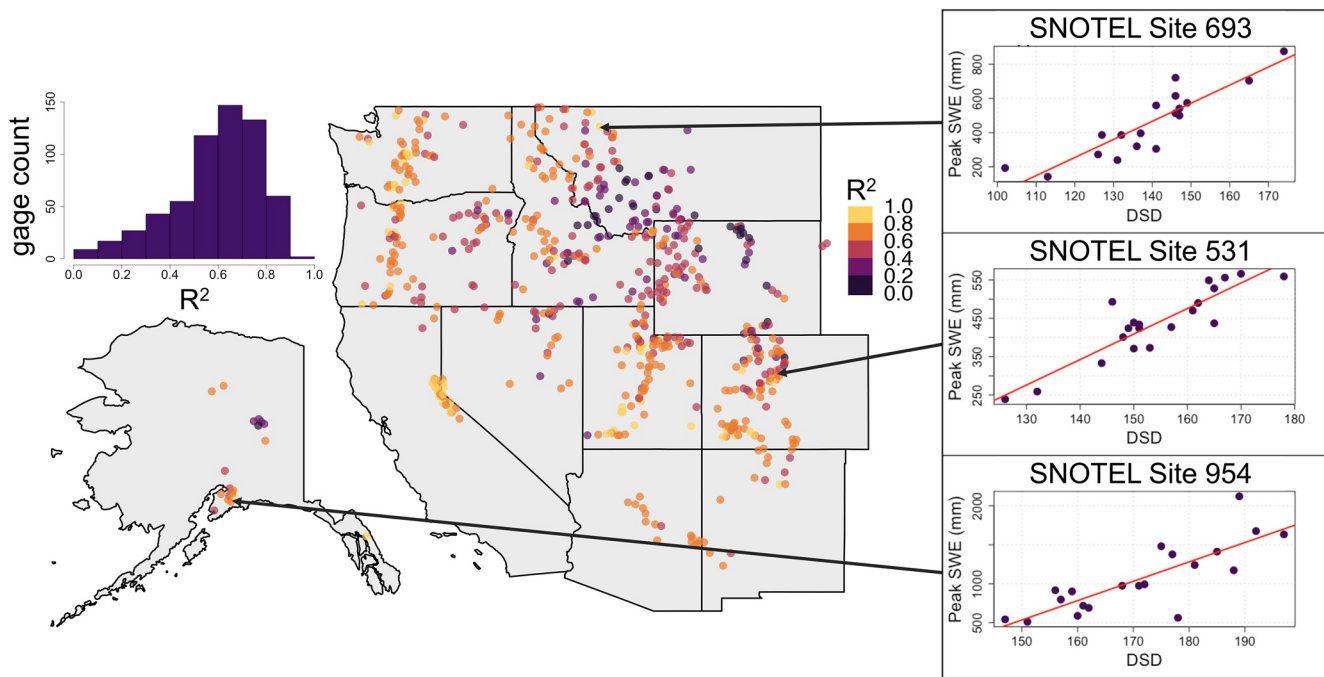 gage count
150
100
50
0
0.0 0.2 0.4 0.6 0.8 1.0
R²
R²
1.0
0.8
0.6
0.4
0.2
0.0
SNOTEL Site 693
Peak SWE (mm)
800
600
400
200
100 110 120 130 140 150 160 170
DSD
SNOTEL Site 531
Peak SWE (mm)
550
450
350
250
130 140 150 160 170 180
DSD
SNOTEL Site 954
Peak SWE (mm)
2000
1000
500
150 160 170 180 190
DSD